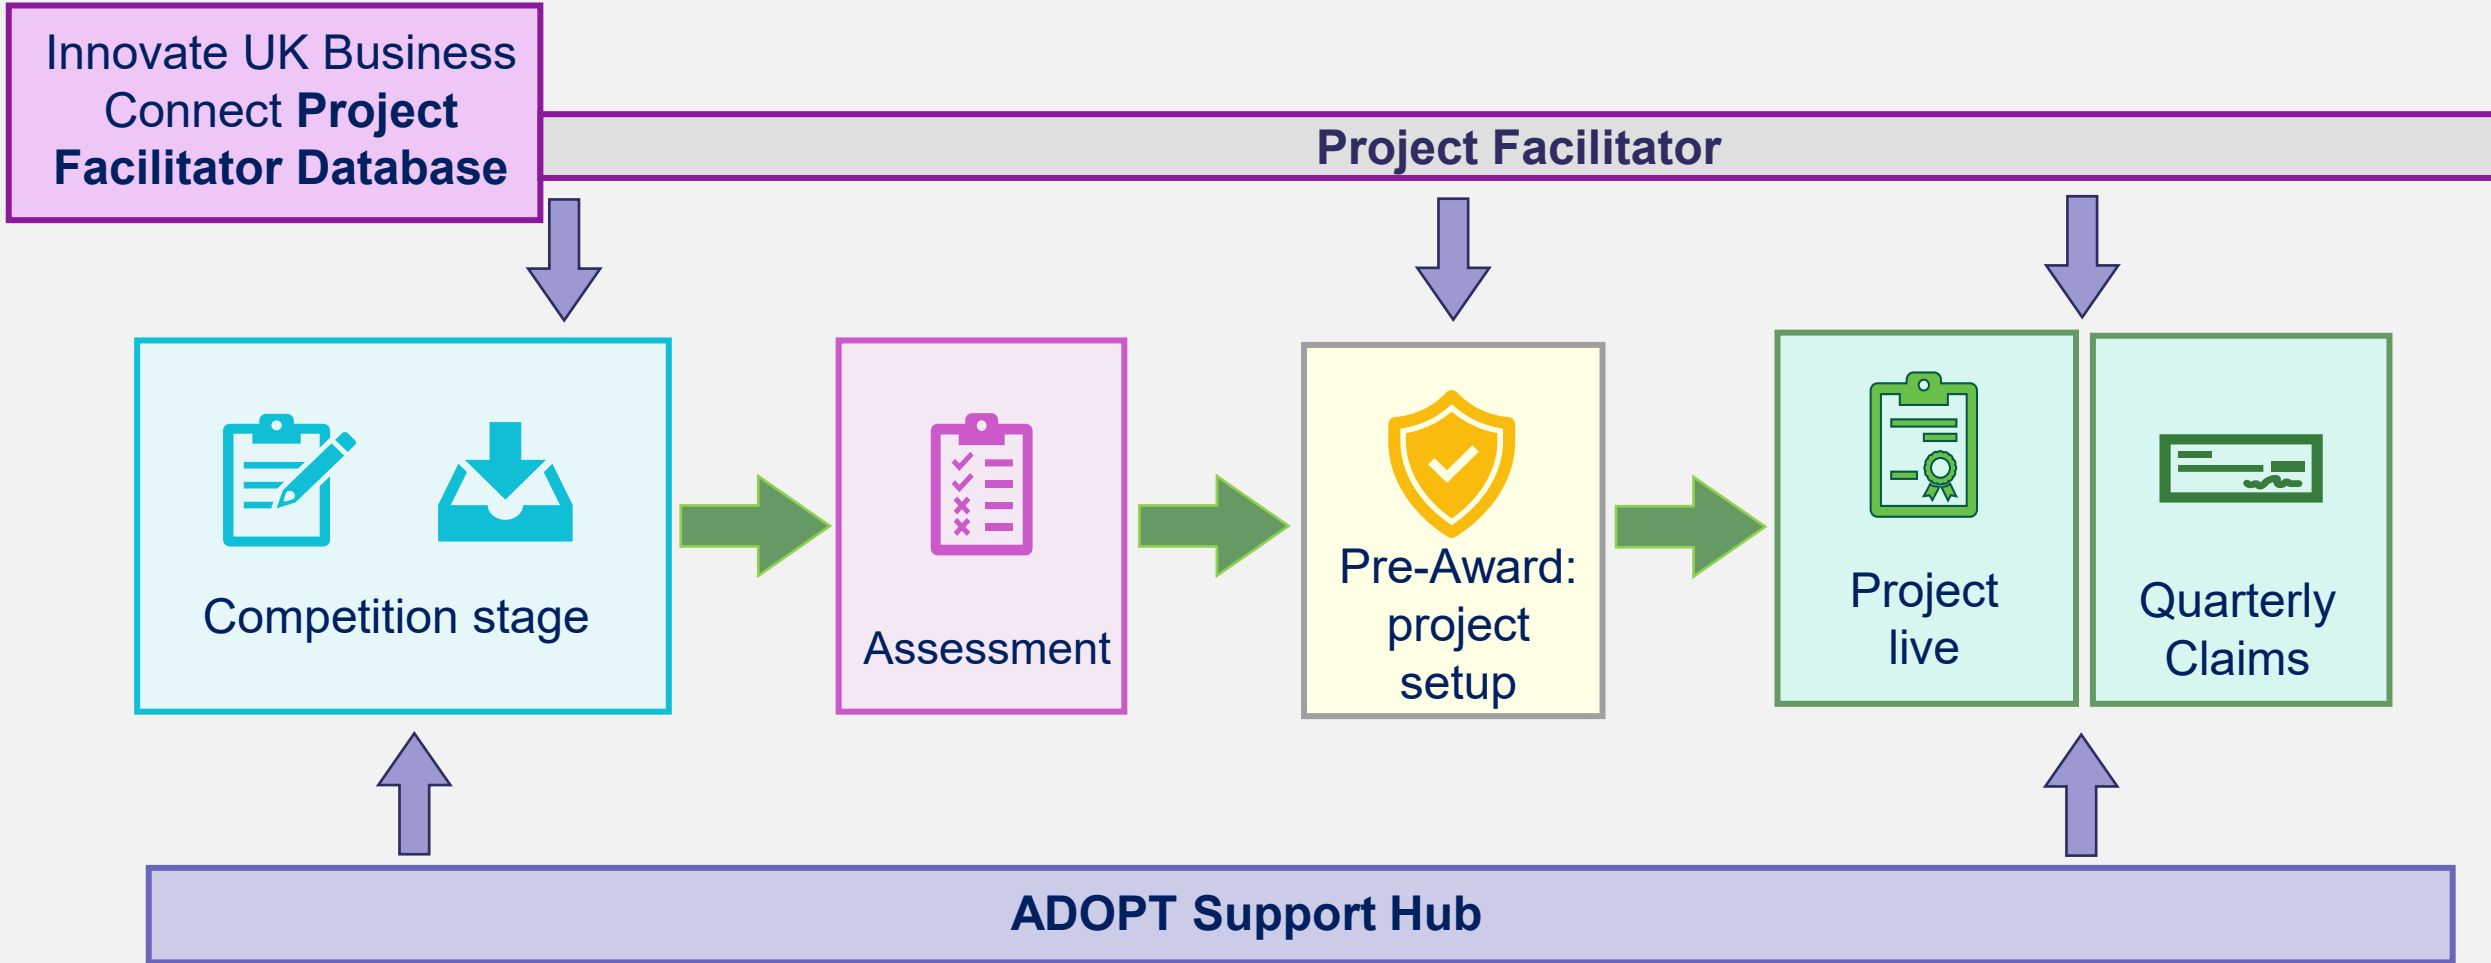 Innovate UK Business
Connect Project
Facilitator Database
Project Facilitator
Competition stage
Assessment
Pre-Award:
project
setup
Project
live
Quarterly
Claims
ADOPT Support Hub